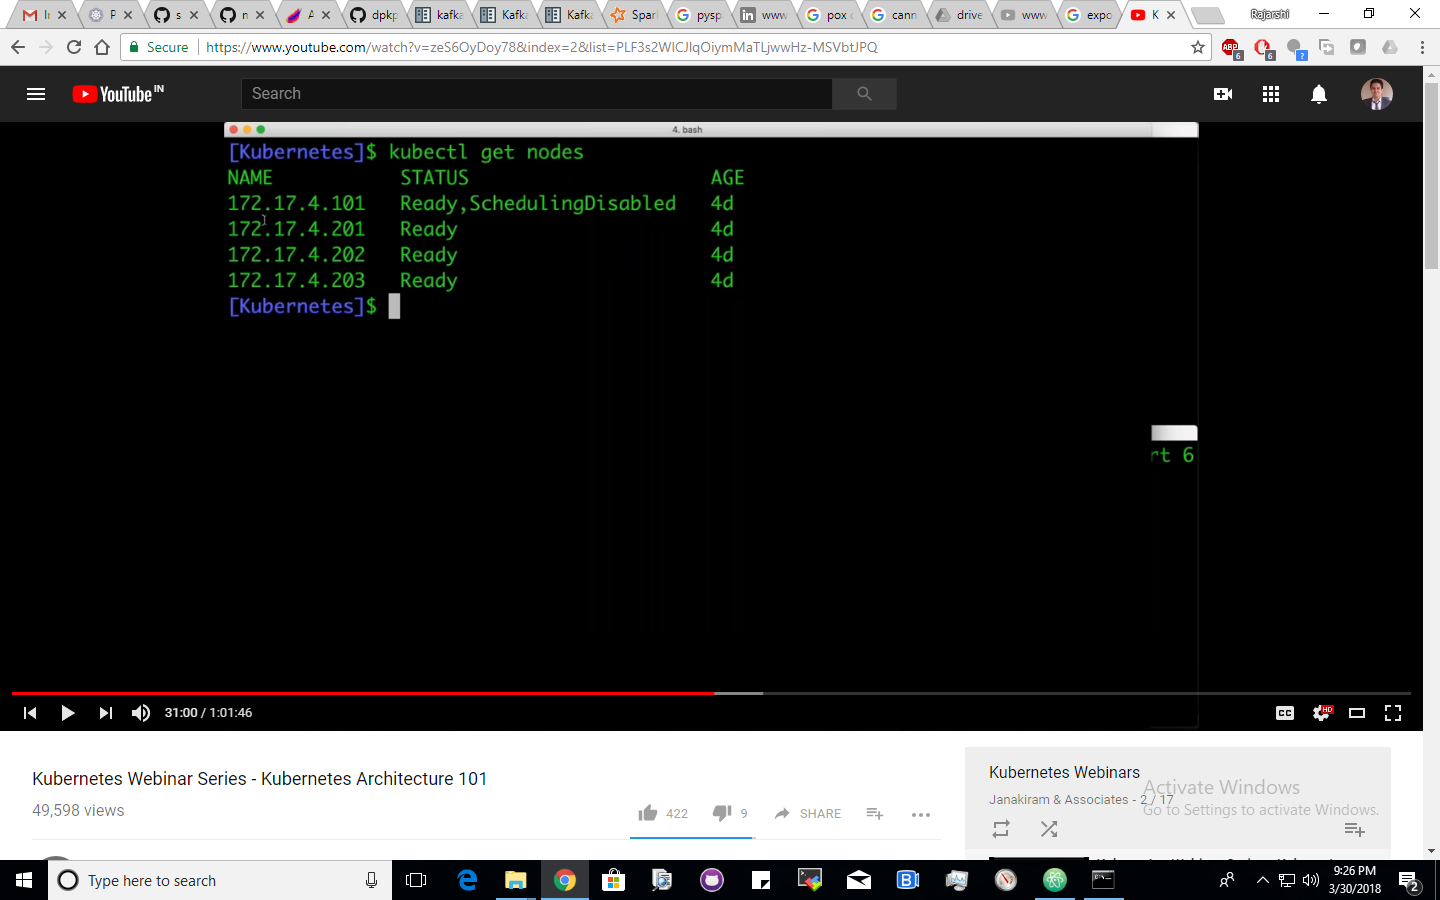 Ir
P
s
n
A
dpkp
kafka
Kafka
Kafka
Spar
pysp
www
pox
cann
drive
www
expo
K
Rajarshi
Secure https://www.youtube.com/watch?v=zeS6OyDoy78&index=2&list=PLF3s2WICJIqOiymMaTLjwwHz-MSVbtJPQ
ABP 6 6 ?
YouTube IN
Search
4. bash
[Kubernetes]$ kubectl get nodes
NAME STATUS AGE
172.17.4.101 Ready,SchedulingDisabled 4d
172.17.4.201 Ready 4d
172.17.4.202 Ready 4d
172.17.4.203 Ready 4d
[Kubernetes]$
rt 6
31:00 / 1:01:46
CC HD
Kubernetes Webinar Series - Kubernetes Architecture 101
49,598 views
422 9 SHARE
Kubernetes Webinars
Janakiram & Associates - 2 / 17
Activate Windows
Go to Settings to activate Windows.
Type here to search
9:26 PM
3/30/2018
2